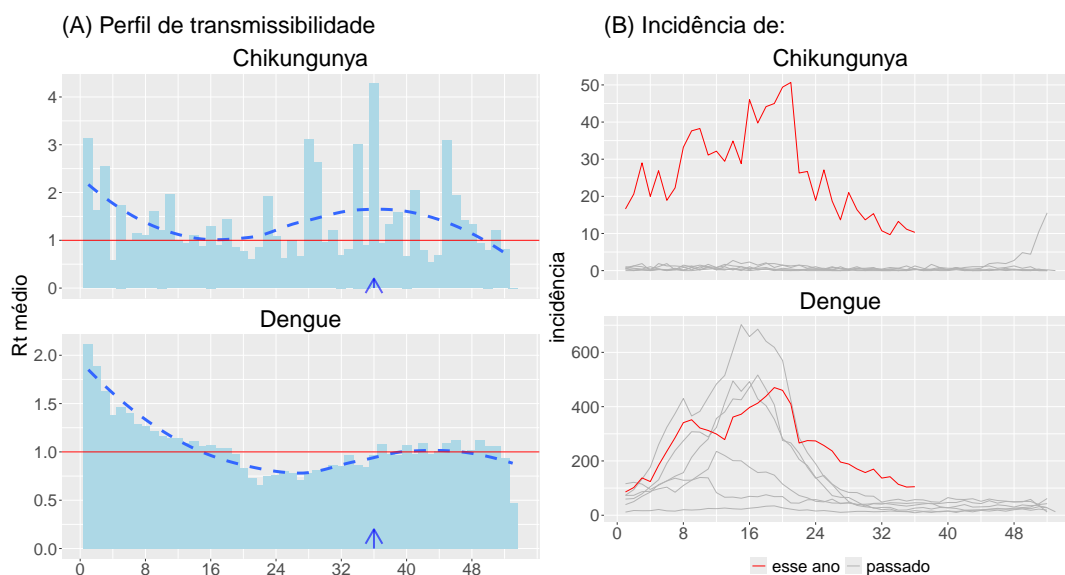 (A) Perfil de transmissibilidade
Chikungunya
4
3
2
1
0
Dengue
2.0
1.5
1.0
0.5
0.0
0 8 16 24 32 40 48
Rt médio
(B) Incidência de:
Chikungunya
50
40
30
20
10
0
Dengue
600
400
200
0
0 8 16 24 32 40 48
incidência
esse ano passado